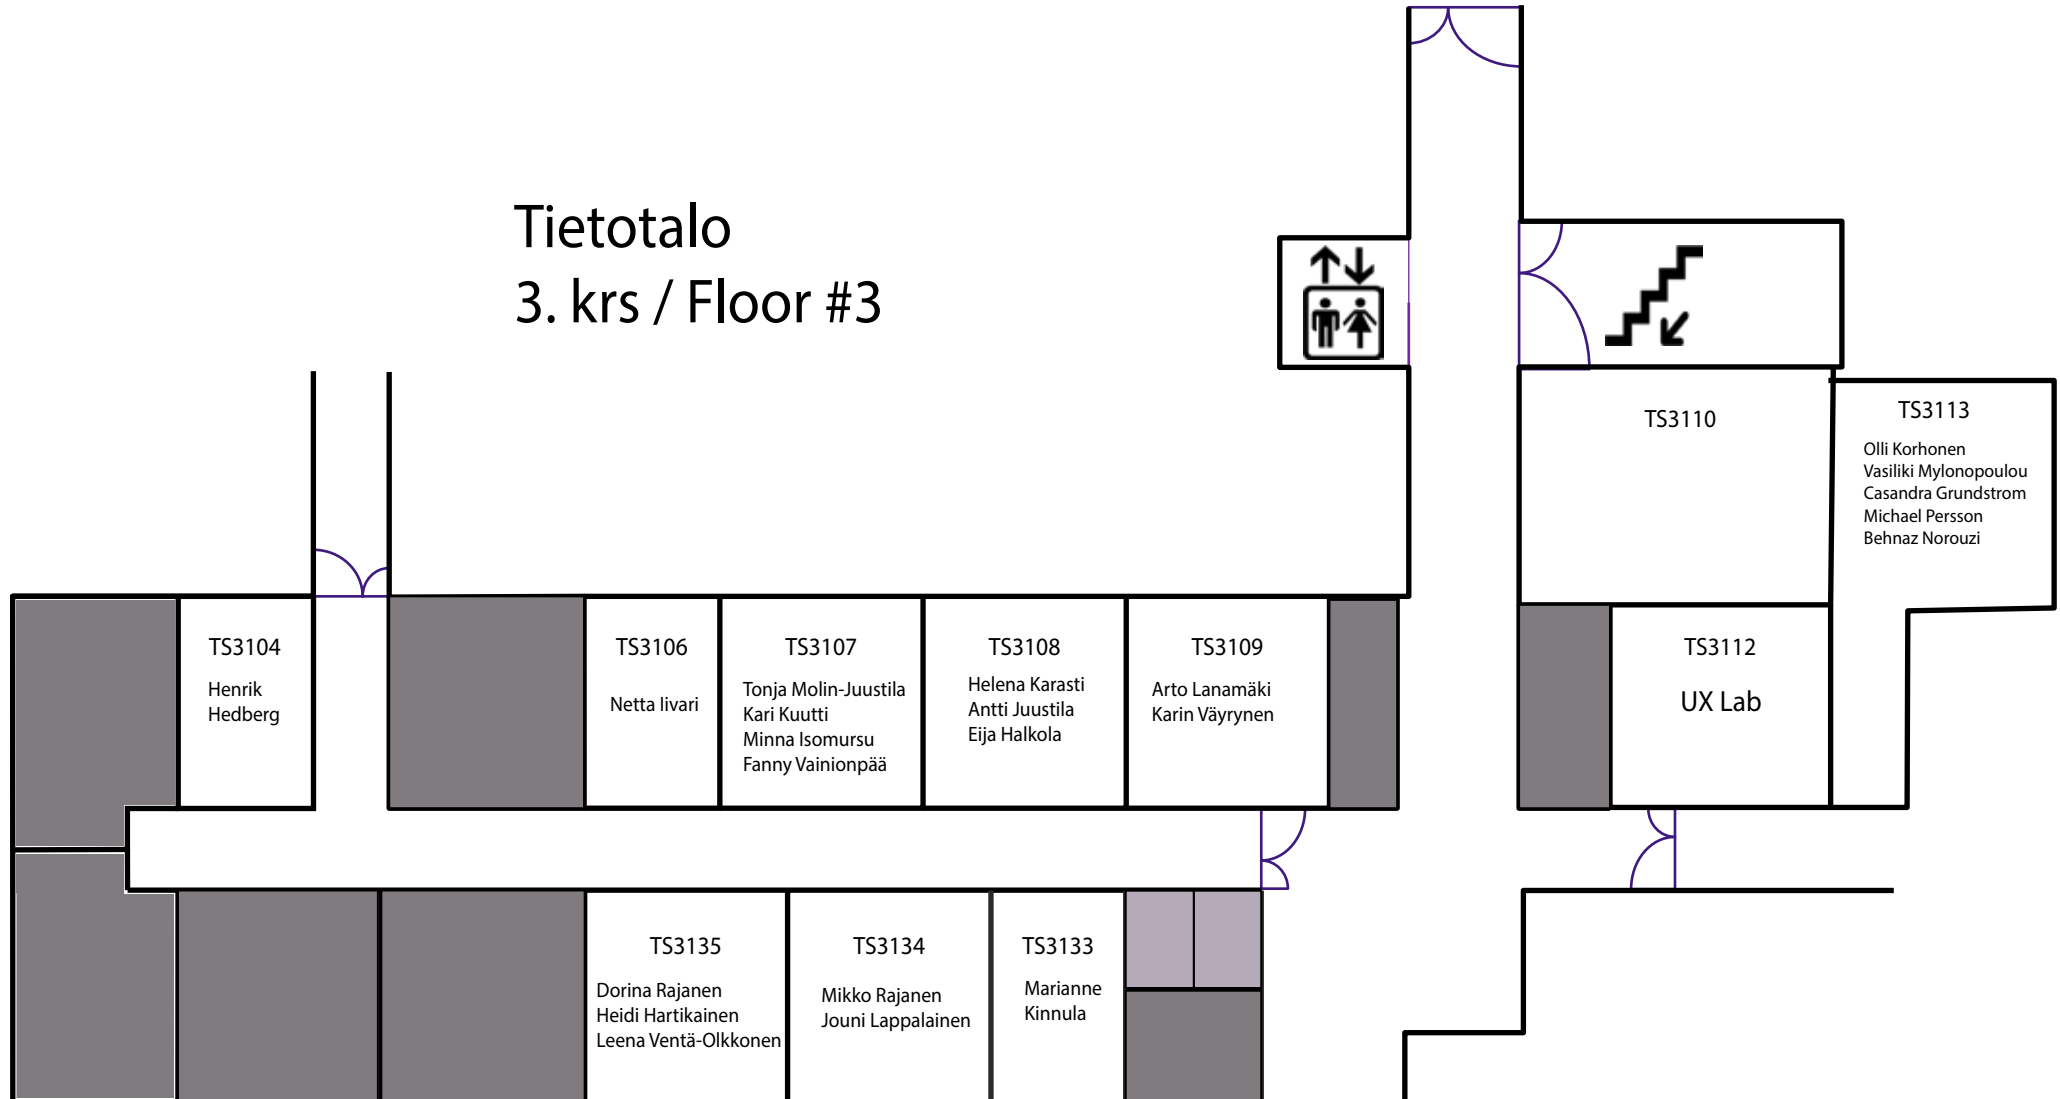 Tietotalo
3. krs / Floor #3
TS3110
TS3113
Olli Korhonen
Vasiliki Mylonopoulou
Casandra Grundstrom
Michael Persson
Behnaz Norouzi
TS3104
Henrik
Hedberg
TS3106
Netta Iivari
TS3107
Tonja Molin-Juustila
Kari Kuutti
Minna Isomursu
Fanny Vainionpää
TS3108
Helena Karasti
Antti Juustila
Eija Halkola
TS3109
Arto Lanamäki
Karin Väyrynen
TS3112
UX Lab
TS3135
Dorina Rajanen
Heidi Hartikainen
Leena Ventä-Olkkonen
TS3134
Mikko Rajanen
Jouni Lappalainen
TS3133
Marianne
Kinnula